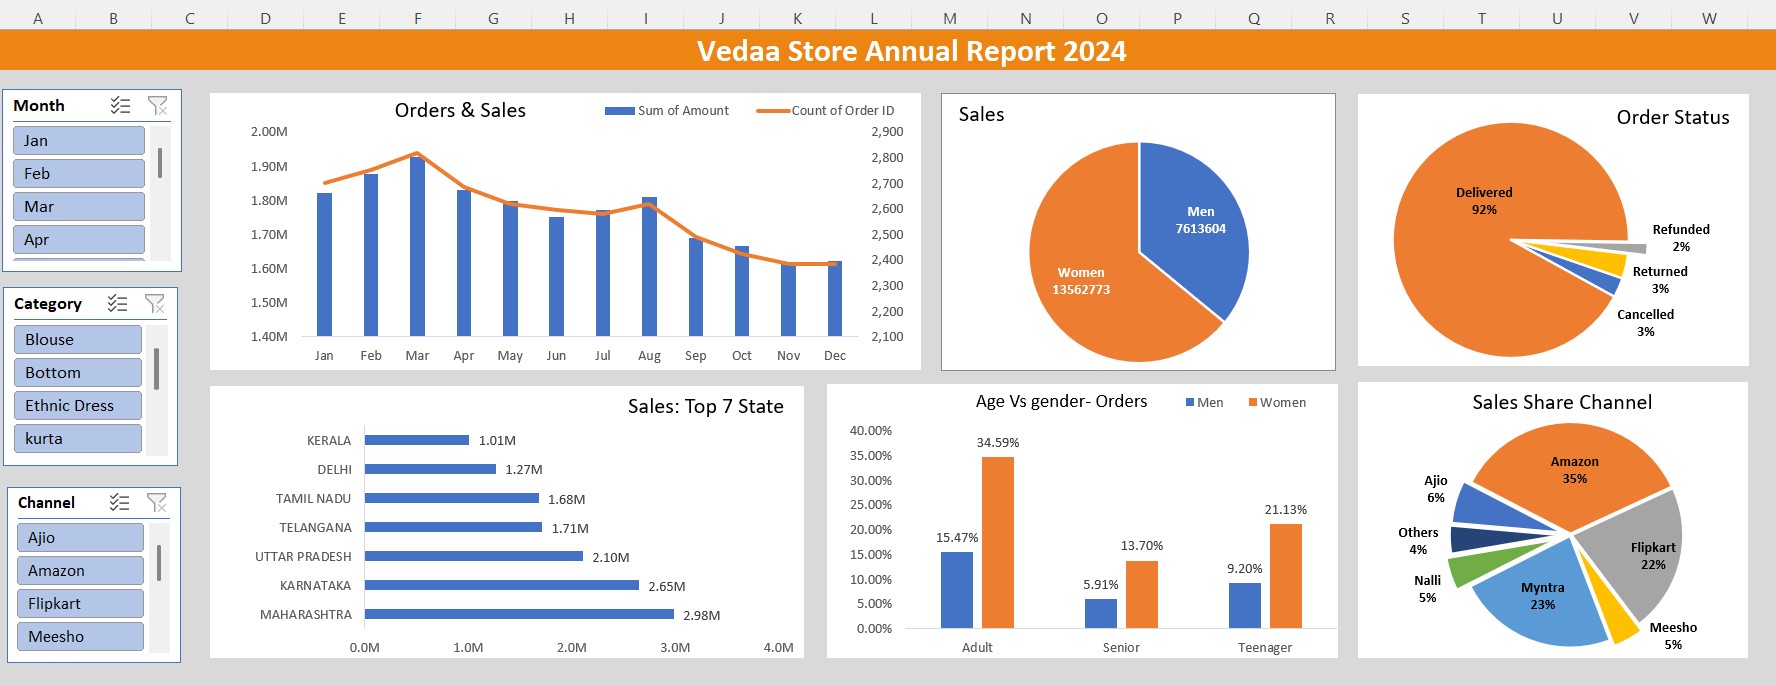 A B C D E F G H I J K L M N O P Q R S T U V W
Vedaa Store Annual Report 2024
Month
Jan
Feb
Mar
Apr
Category
Blouse
Bottom
Ethnic Dress
kurta
Channel
Ajio
Amazon
Flipkart
Meesho
Orders & Sales
Sum of Amount
Count of Order ID
2.00M
1.90M
1.80M
1.70M
1.60M
1.50M
1.40M
2,900
2,800
2,700
2,600
2,500
2,400
2,300
2,200
2,100
Jan Feb Mar Apr May Jun Jul Aug Sep Oct Nov Dec
Sales
Men
7613604
Women
13562773
Order Status
Delivered
92%
Refunded
2%
Returned
3%
Cancelled
3%
Sales: Top 7 State
KERALA 1.01M
DELHI 1.27M
TAMIL NADU 1.68M
TELANGANA 1.71M
UTTAR PRADESH 2.10M
KARNATAKA 2.65M
MAHARASHTRA 2.98M
0.0M 1.0M 2.0M 3.0M 4.0M
Age Vs gender- Orders
Men
Women
40.00%
35.00%
30.00%
25.00%
20.00%
15.00%
10.00%
5.00%
0.00%
15.47%
34.59%
5.91%
13.70%
9.20%
21.13%
Adult Senior Teenager
Sales Share Channel
Amazon
35%
Flipkart
22%
Meesho
5%
Myntra
23%
Nalli
5%
Others
4%
Ajio
6%